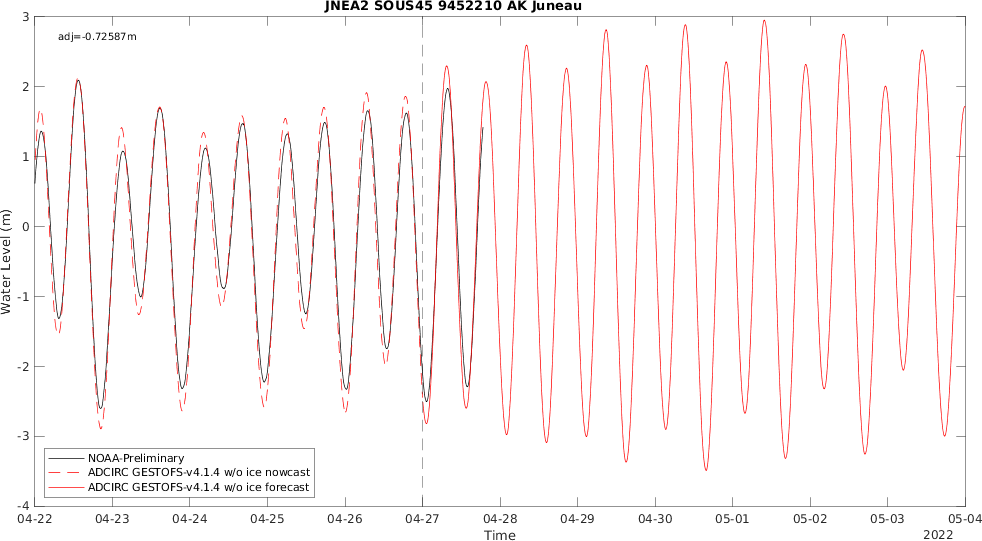 JNEA2 SOUS45 9452210 AK Juneau
adj=-0.72587m
3
2
1
0
-1
-2
-3
-4
Water Level (m)
NOAA-Preliminary
ADCIRC GESTOFS-v4.1.4 w/o ice nowcast
ADCIRC GESTOFS-v4.1.4 w/o ice forecast
04-22 04-23 04-24 04-25 04-26 04-27 04-28 04-29 04-30 05-01 05-02 05-03 05-04
Time
2022